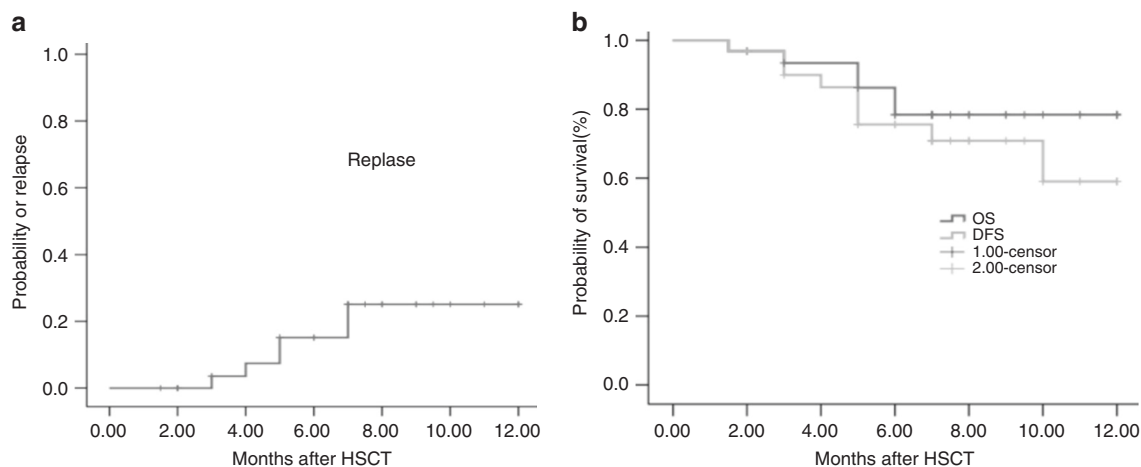 a
1.0
0.8
0.6
0.4
0.2
0.0
Probability or relapse
Replase
0.00 2.00 4.00 6.00 8.00 10.00 12.00
Months after HSCT
b
1.0
0.8
0.6
0.4
0.2
0.0
Probability of survival(%)
OS
DFS
1.00-censor
2.00-censor
0.00 2.00 4.00 6.00 8.00 10.00 12.00
Months after HSCT